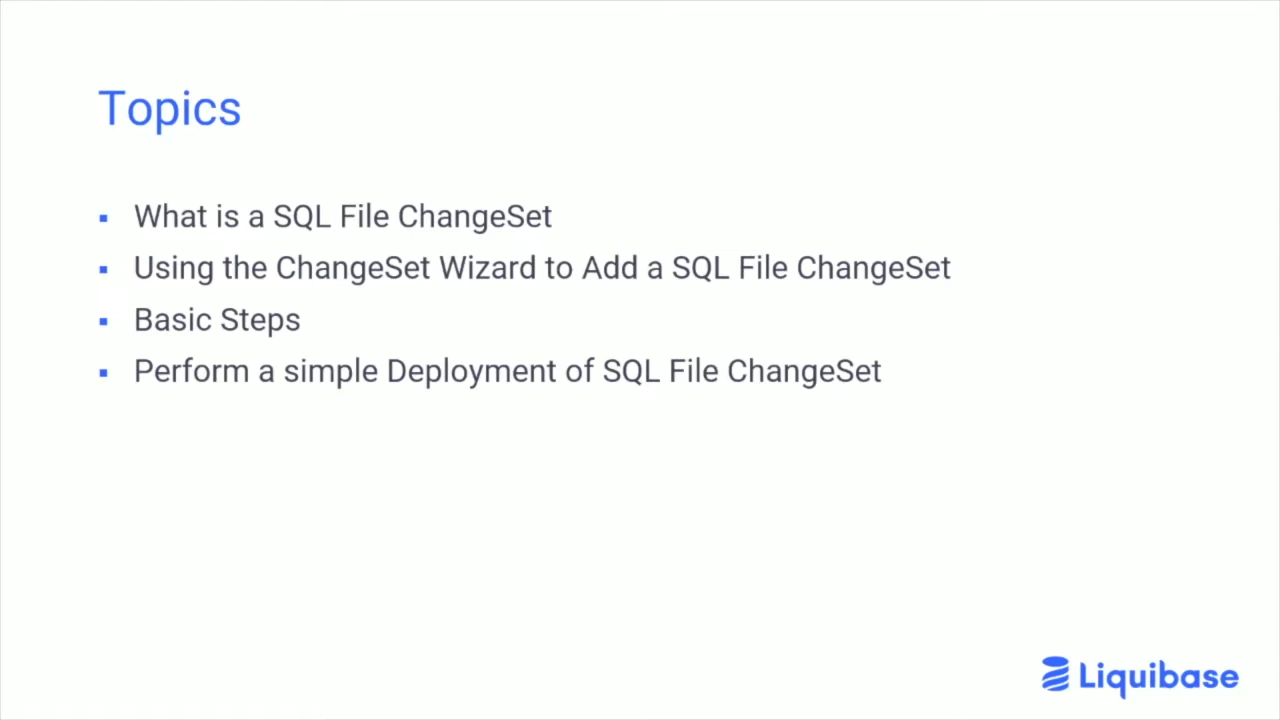 Topics
What is a SQL File ChangeSet
Using the ChangeSet Wizard to Add a SQL File ChangeSet
Basic Steps
Perform a simple Deployment of SQL File ChangeSet
Liquibase